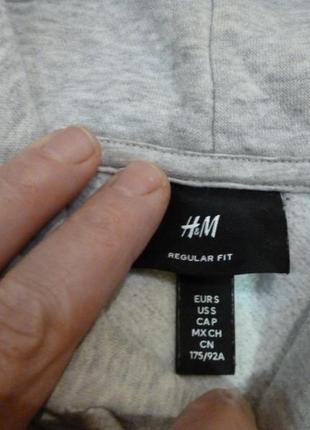 H&M
REGULAR FIT
EUR S
US S
CA P
MX CH
CN
175/92A